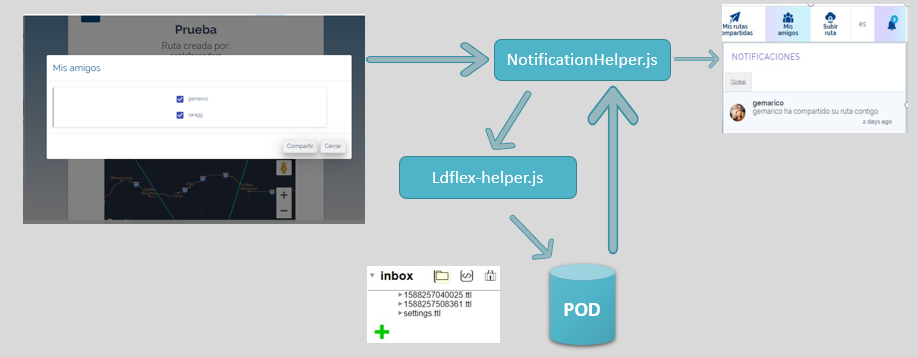 Prueba
Ruta creada por:
Mis amigos
gemarico
Compartir
Cerrar
NotificationHelper.js
Ldflex-helper.js
POD
inbox
1588257040025.ttl
1588257508361.ttl
settings.ttl
Mis rutas
compartidas
Mis
amigos
Subir
ruta
es
NOTIFICACIONES
Global
gemarico
gemarico ha compartido su ruta contigo
2 days ago